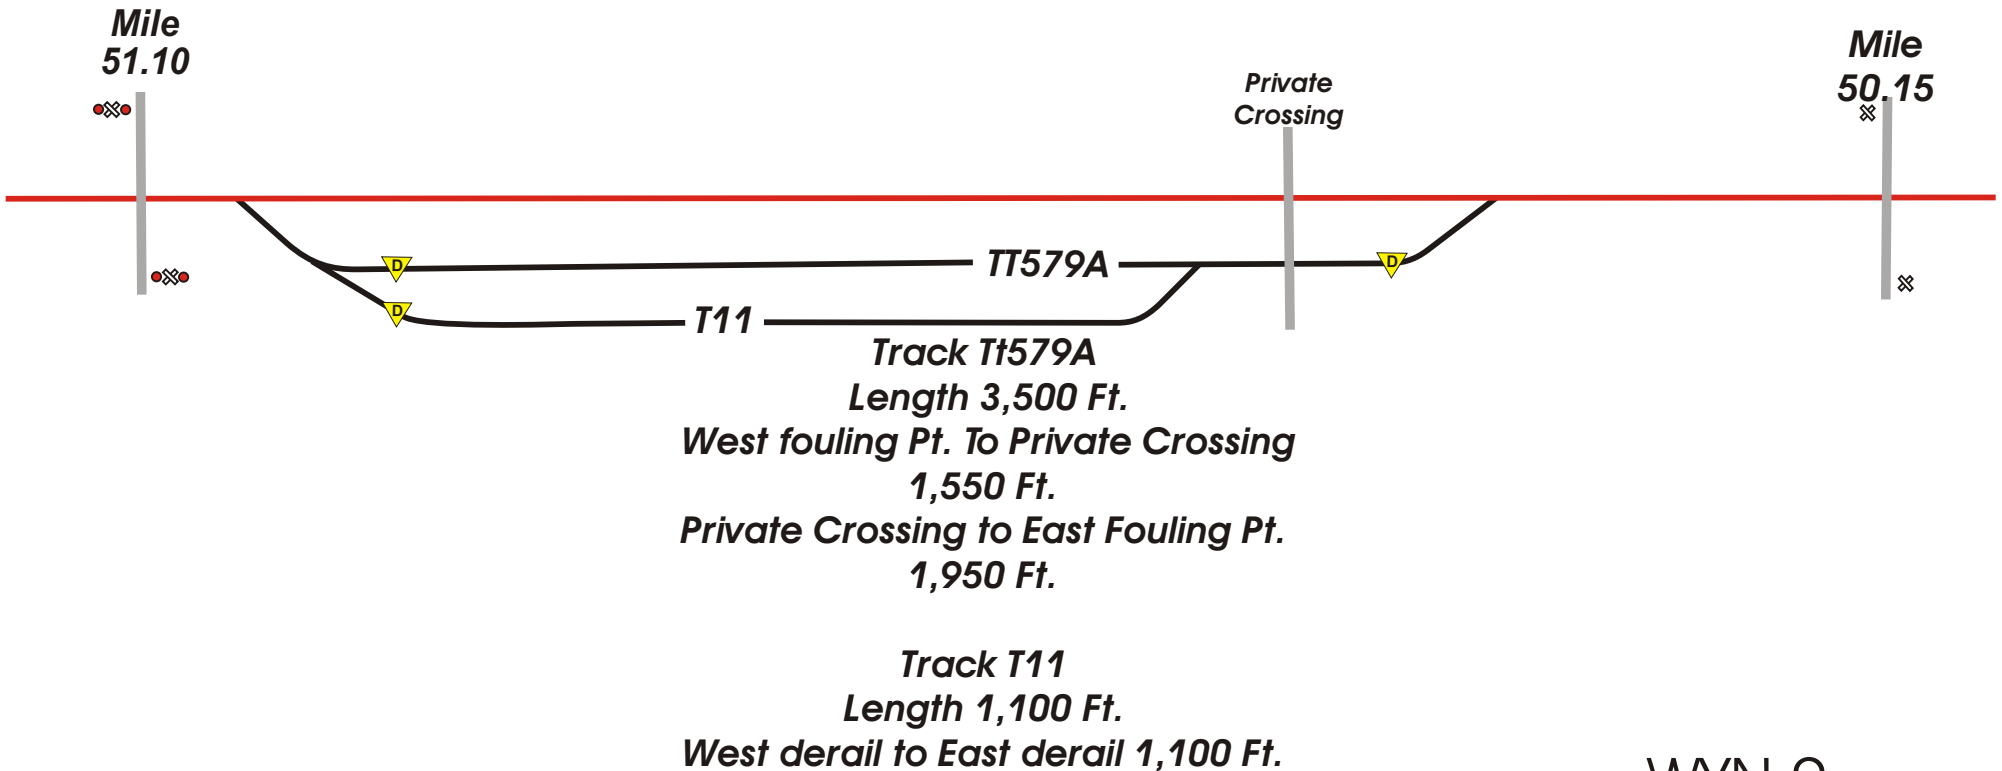 Mile
51.10
Mile
50.15
Private
Crossing
D
TT579A
D
D
T11
Track Tt579A
Length 3,500 Ft.
West fouling Pt. To Private Crossing
1,550 Ft.
Private Crossing to East Fouling Pt.
1,950 Ft.
Track T11
Length 1,100 Ft.
West derail to East derail 1,100 Ft.